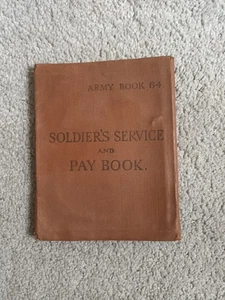 ARMY BOOK 64
SOLDIER'S SERVICE
AND
PAY BOOK.